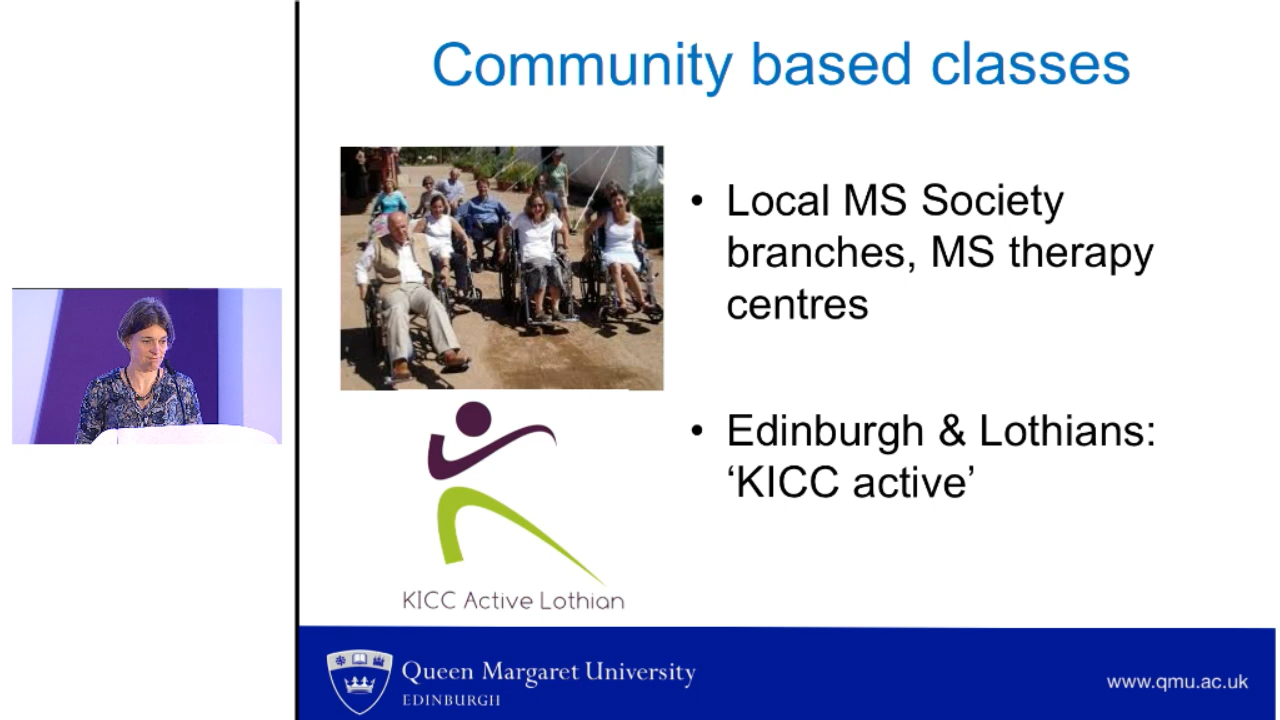 Community based classes
• Local MS Society
branches, MS therapy
centres
• Edinburgh & Lothians:
‘KICC active’
KICC Active Lothian
Queen Margaret University
EDINBURGH
www.qmu.ac.uk